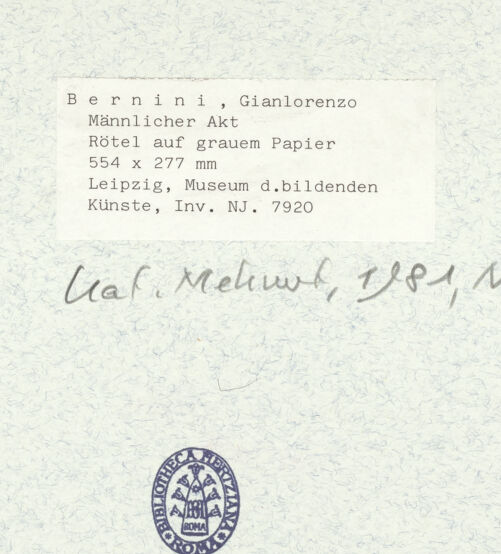 B e r n i n i , Gianlorenzo
Männlicher Akt
Rötel auf grauem Papier
554 x 277 mm
Leipzig, Museum d.bildenden
Künste, Inv. NJ. 7920
Kat. Mehnert, 1981, N
BIBLIOTHECA HERTZIANA
ROMA
ROMA